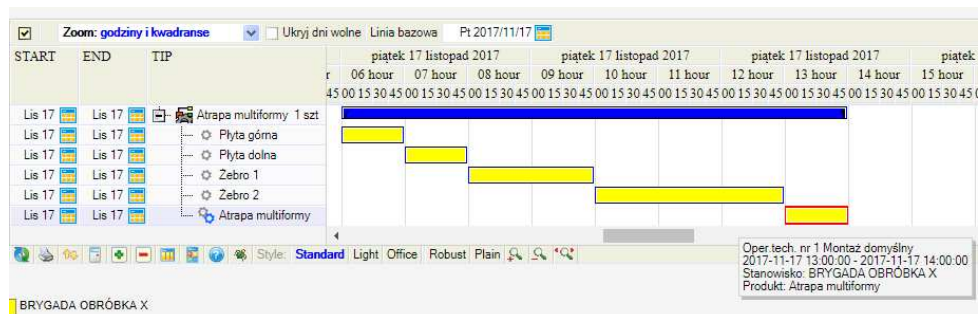 Zoom: godziny i kwadranse Ukryj dni wolne Linia bazowa Pt 2017/11/17
START END TIP piątek 17 listopad 2017 piątek 17 listopad 2017 piątek 17 listopad 2017 piątek
r 06 hour 07 hour 08 hour 09 hour 10 hour 11 hour 12 hour 13 hour 14 hour 15 hour
45 00 15 30 45 00 15 30 45 00 15 30 45 00 15 30 45 00 15 30 45 00 15 30 45 00 15 30 45 00 15 30 45 00 15 30 45 00 15 30 45 0
Lis 17 Lis 17 Atrapa multiformy 1 szt
Lis 17 Lis 17 Płyta górna
Lis 17 Lis 17 Płyta dolna
Lis 17 Lis 17 Żebro 1
Lis 17 Lis 17 Żebro 2
Lis 17 Lis 17 Atrapa multiformy
Style: Standard Light Office Robust Plain
Oper.tech. nr 1 Montaż domyślny
2017-11-17 13:00:00 - 2017-11-17 14:00:00
Stanowisko: BRYGADA OBRÓBKA X
Produkt: Atrapa multiformy
BRYGADA OBRÓBKA X